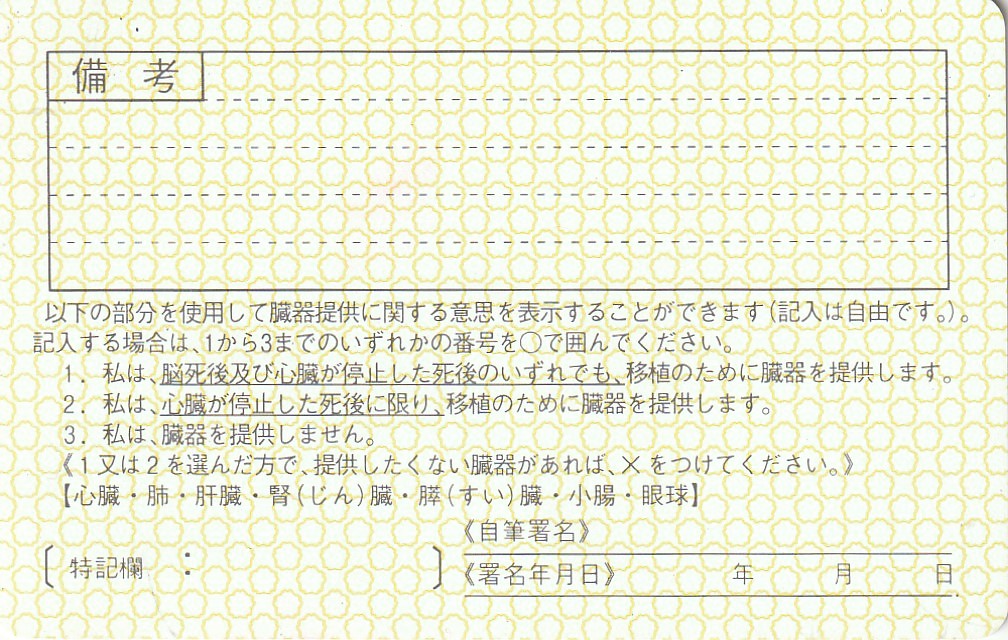 備考
以下の部分を使用して臓器提供に関する意思を表示することができます(記入は自由です。)。
記入する場合は、1から3までのいずれかの番号を○で囲んでください。
1. 私は、脳死後及び心臓が停止した死後のいずれでも、移植のために臓器を提供します。
2. 私は、心臓が停止した死後に限り、移植のために臓器を提供します。
3. 私は、臓器を提供しません。
《1又は2を選んだ方で、提供したくない臓器があれば、×をつけてください。》
【心臓・肺・肝臓・腎(じん)臓・膵(すい)臓・小腸・眼球】
〔特記欄:〕
《自筆署名》
《署名年月日》 年 月 日